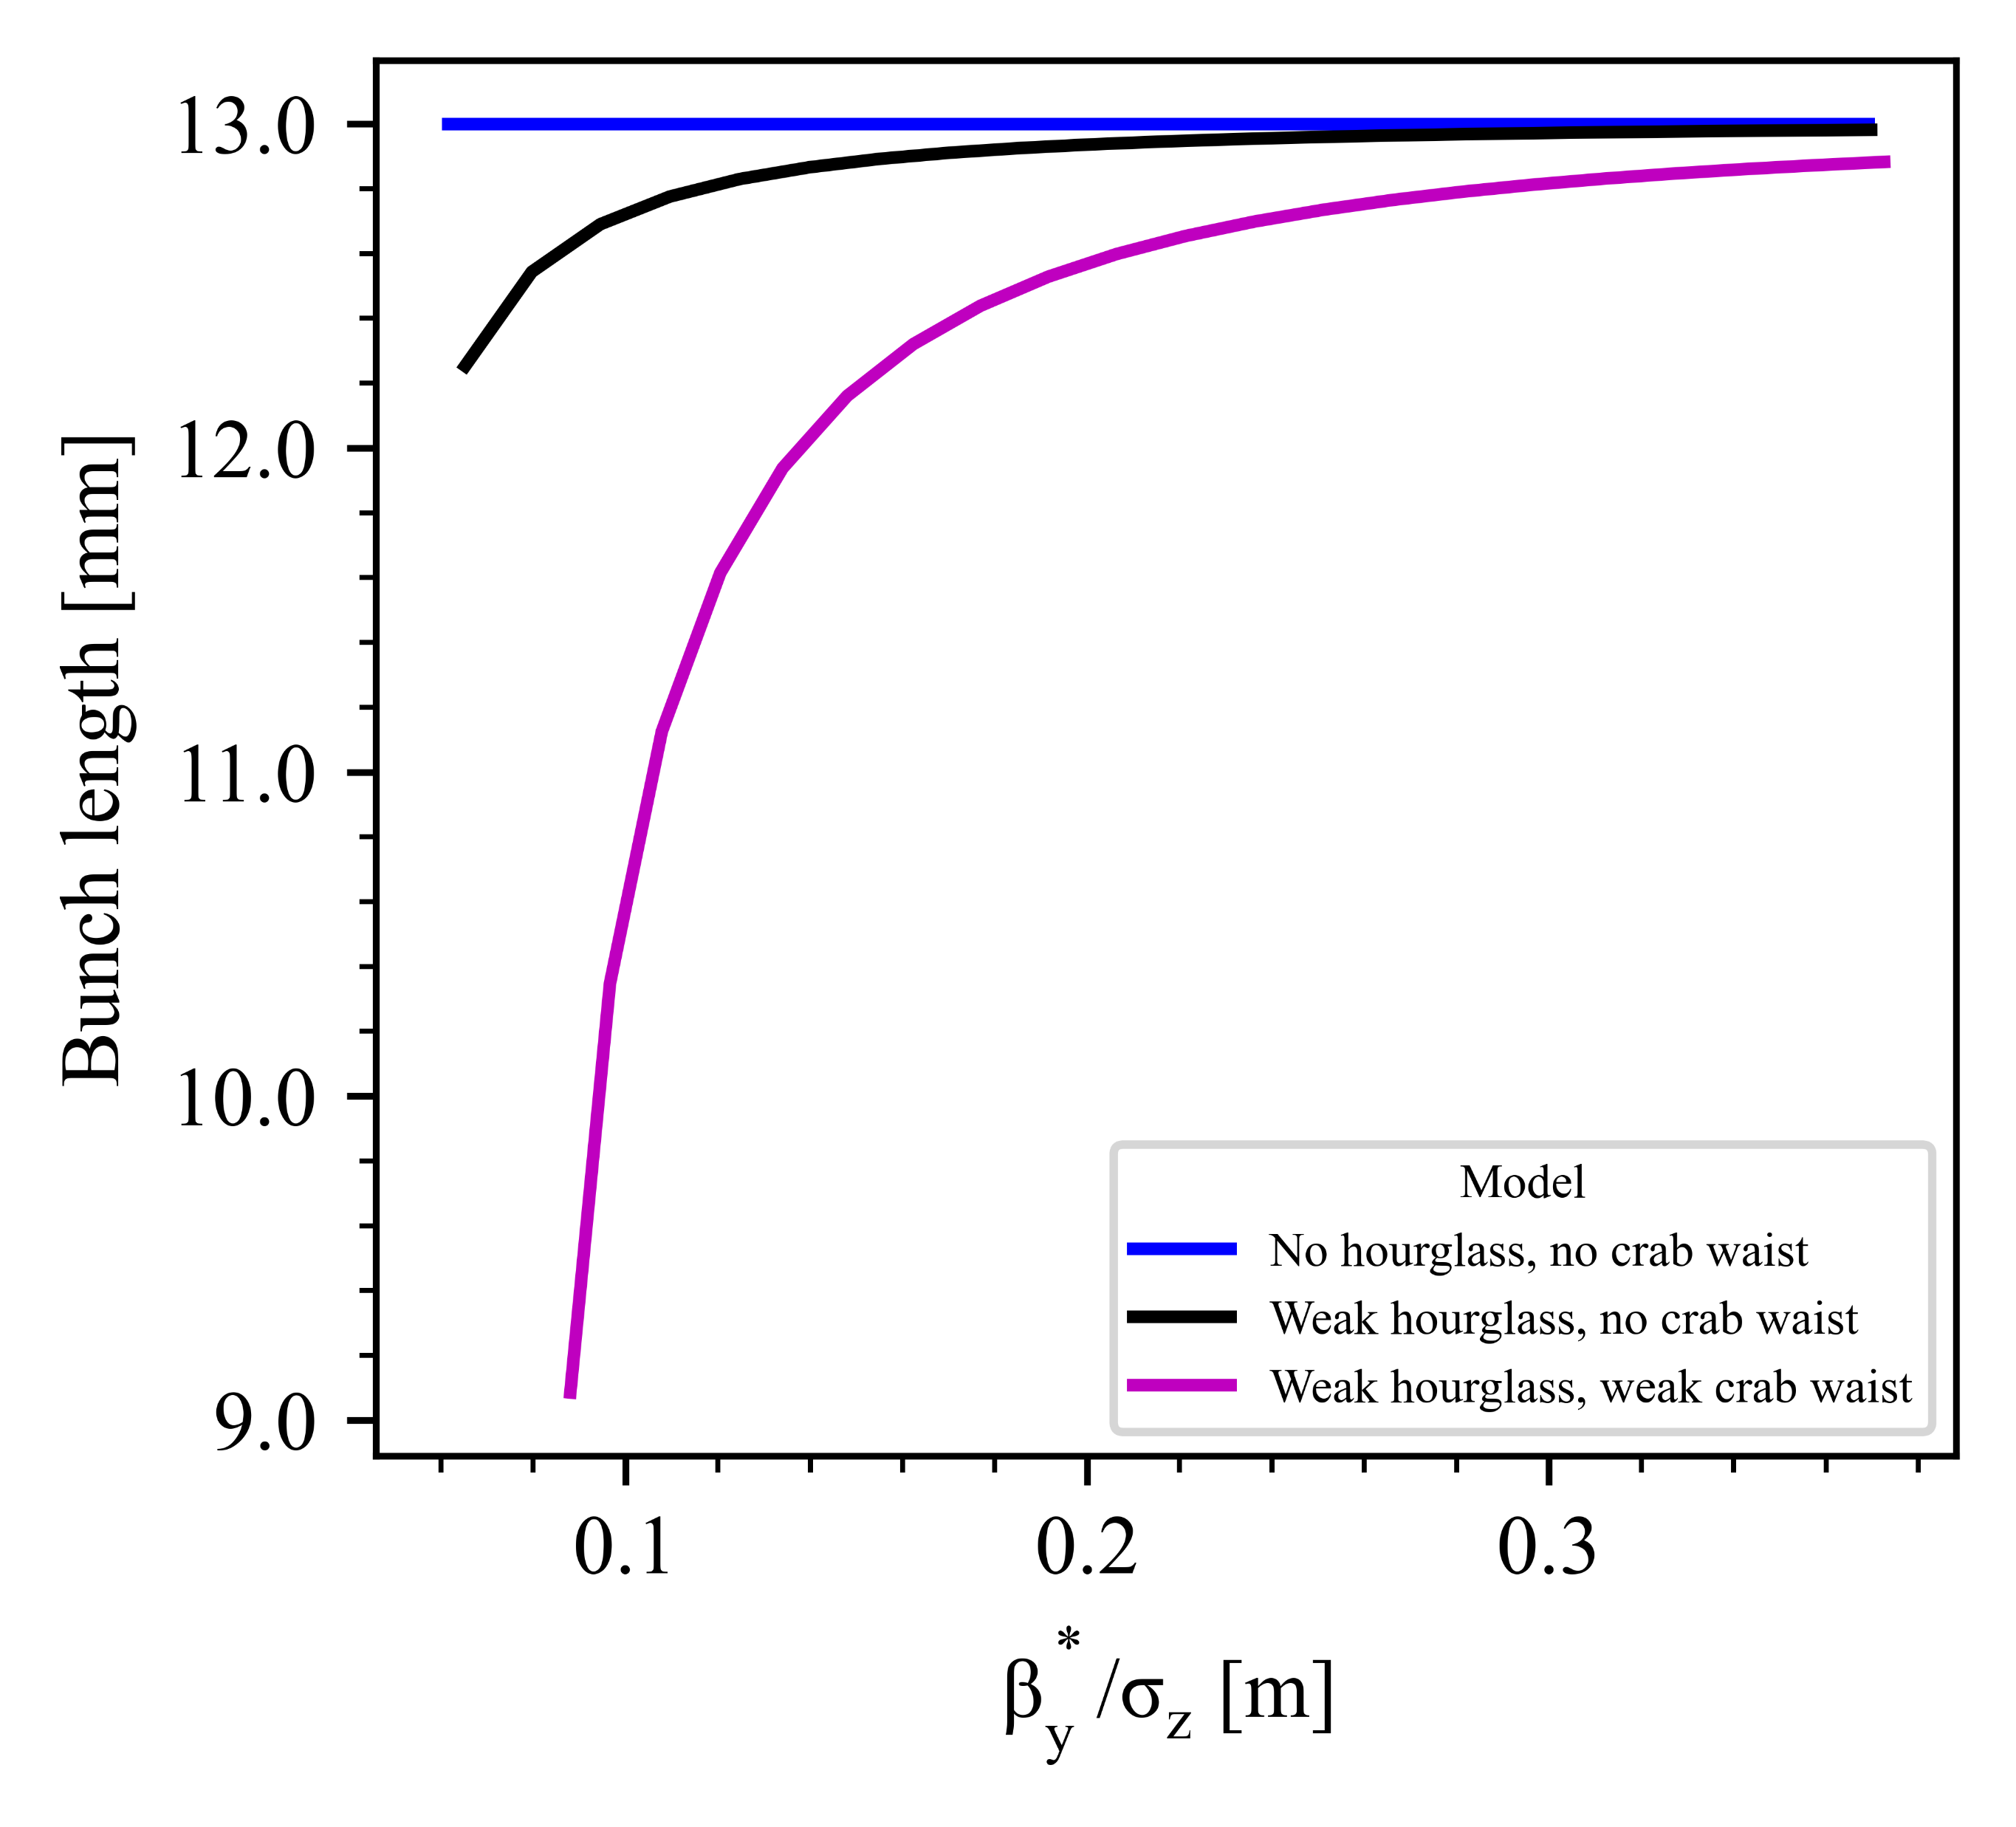 Bunch length [mm]
13.0
12.0
11.0
10.0
9.0
Model
No hourglass, no crab waist
Weak hourglass, no crab waist
Weak hourglass, weak crab waist
0.1 0.2 0.3
βy*/σz [m]